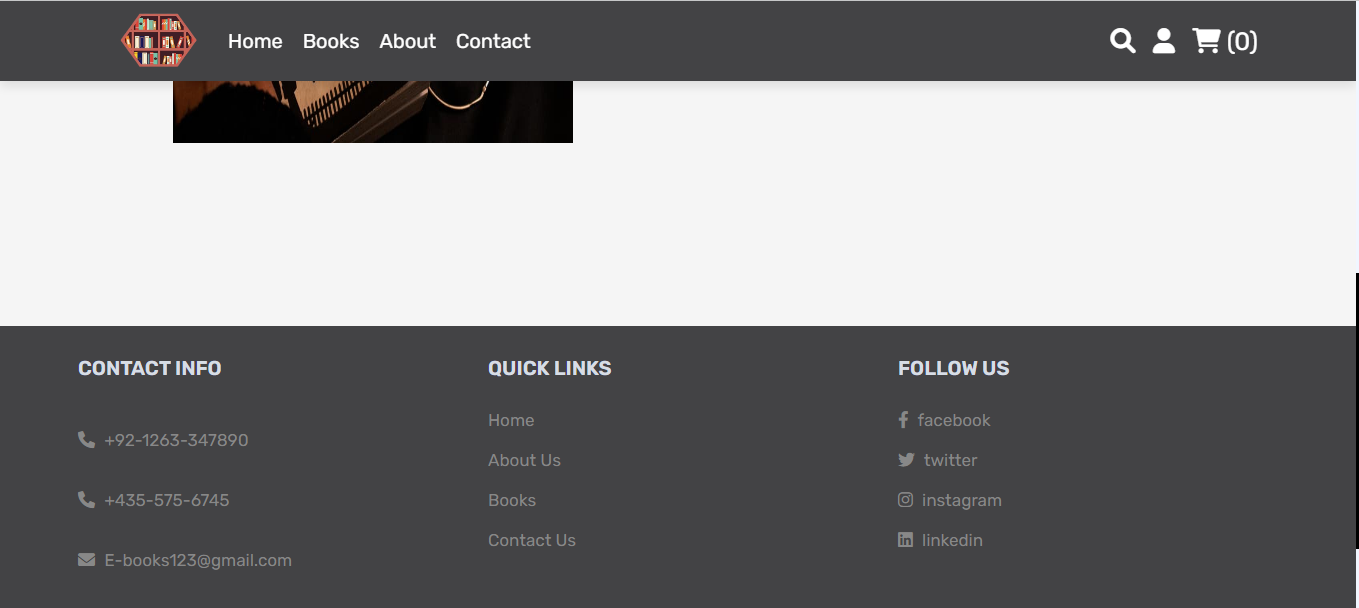 Home Books About Contact (0)
CONTACT INFO
+92-1263-347890
+435-575-6745
E-books123@gmail.com
QUICK LINKS
Home
About Us
Books
Contact Us
FOLLOW US
facebook
twitter
instagram
linkedin